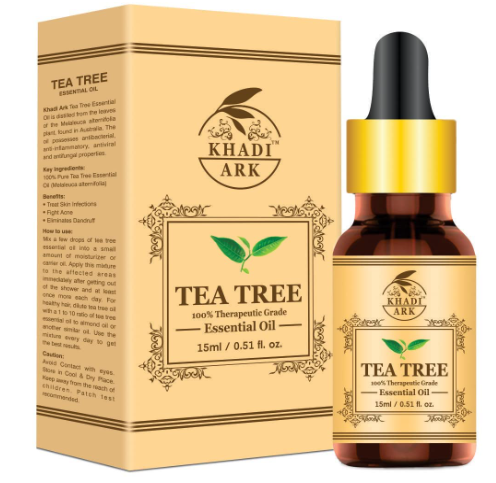 TEA TREE
ESSENTIAL OIL
Khadi Ark Tea Tree Essential
Oil is distilled from the leaves
of the Melaleuca alternifolia
plant, found in Australia. The
oil possesses antibacterial,
anti-inflammatory, antiviral
and antifungal properties.
Key Ingredients:
100% Pure Tea Tree Essential
Oil (Melaleuca alternifolia)
Benefits:
• Treat Skin Infections
• Fight Acne
• Eliminates Dandruff
How to use:
Mix a few drops of tea tree
essential oil into a small
amount of moisturizer or
carrier oil. Apply this mixture
to the effected areas
immediately after getting out
of the shower and at least
once more each day. For
healthy hair, dilute tea tree oil
with a 1 to 10 ratio of tea tree
essential oil to almond oil or
another similar oil. Use the
mixture every day to get
the best results.
Caution:
Avoid Contact with eyes.
Store in Cool & Dry Place.
Keep away from the reach of
children. Patch test
recommended.
KHADI™
ARK
TEA TREE
100% Therapeutic Grade
Essential Oil
15ml / 0.51 fl. oz.
KHADI
ARK
TEA TREE
100% Therapeutic Grade
Essential Oil
15ml / 0.51 fl. oz.